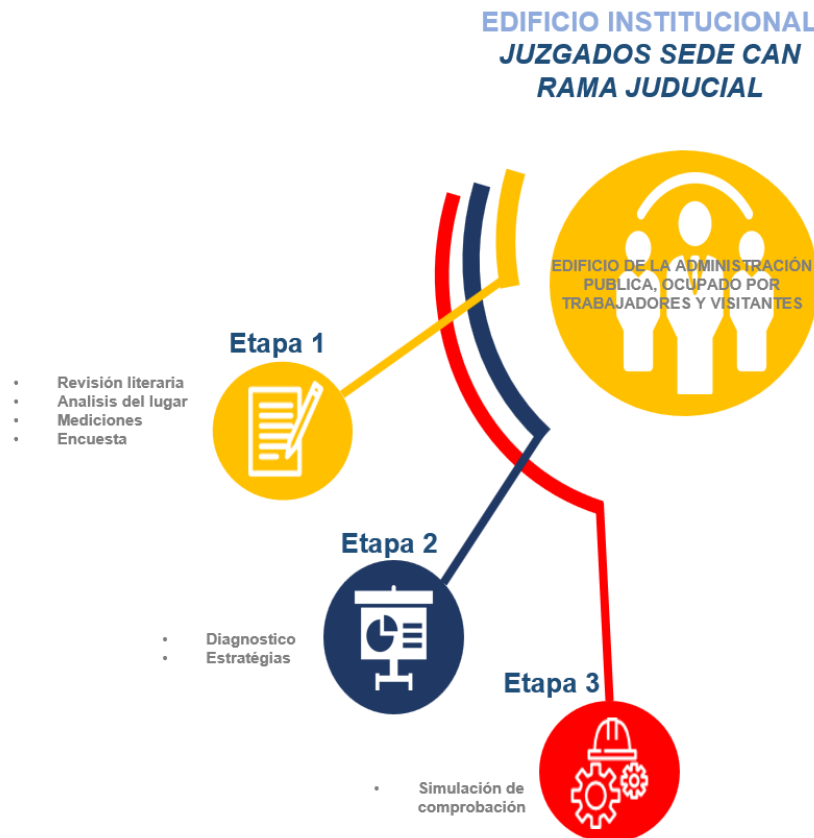 EDIFICIO INSTITUCIONAL
JUZGADOS SEDE CAN
RAMA JUDUCIAL
EDIFICIO DE LA ADMINISTRACIÓN
PUBLICA, OCUPADO POR
TRABAJADORES Y VISITANTES
Etapa 1
• Revisión literaria
• Analisis del lugar
• Mediciones
• Encuesta
Etapa 2
• Diagnostico
• Estratégias
Etapa 3
• Simulación de
comprobación